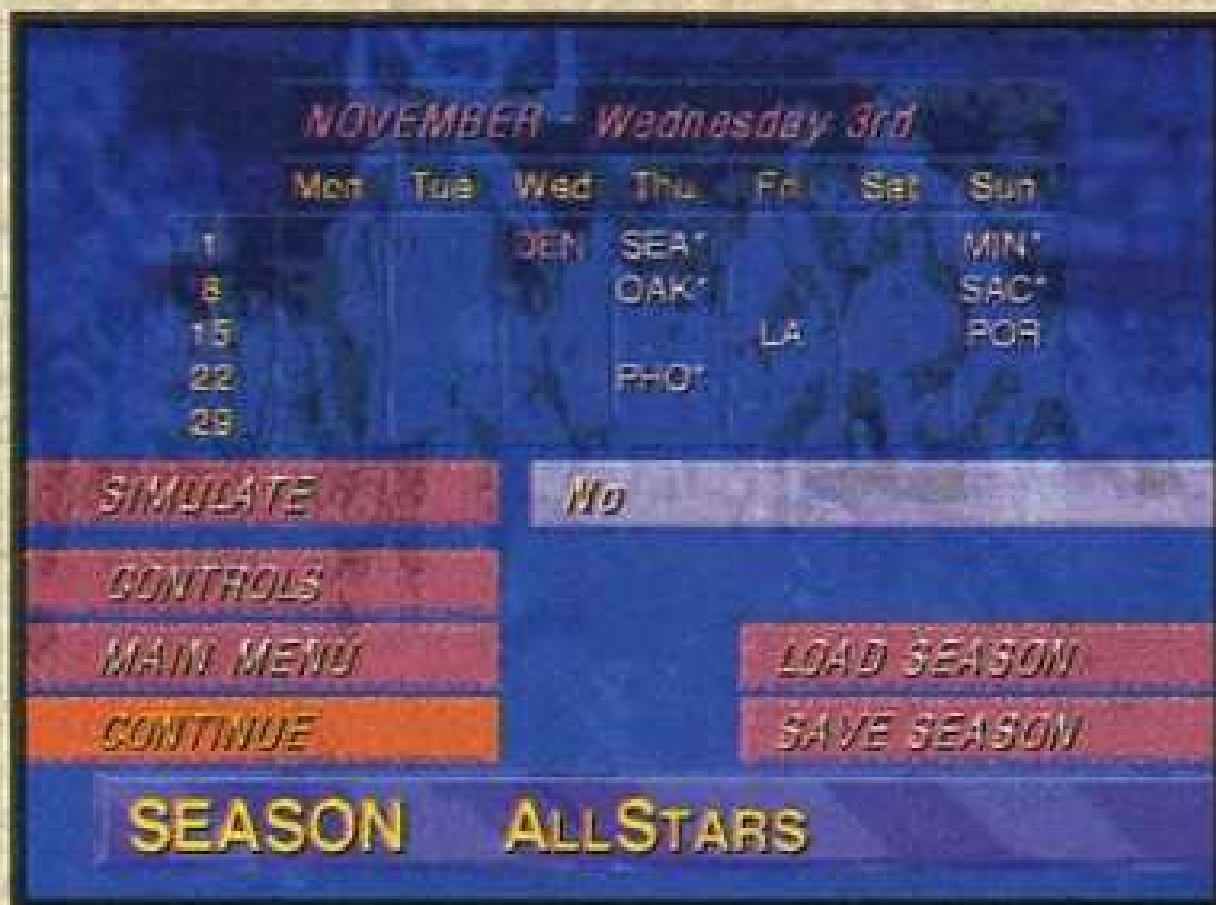 NOVEMBER - Wednesday 3rd
Mon Tue Wed Thu Fri Sat Sun
1 DEN SEA* MIN*
8 OAK* SAC*
15 LA POR
22 PHO*
29
SIMULATE No
CONTROLS
MAIN MENU LOAD SEASON
CONTINUE SAVE SEASON
SEASON ALLSTARS